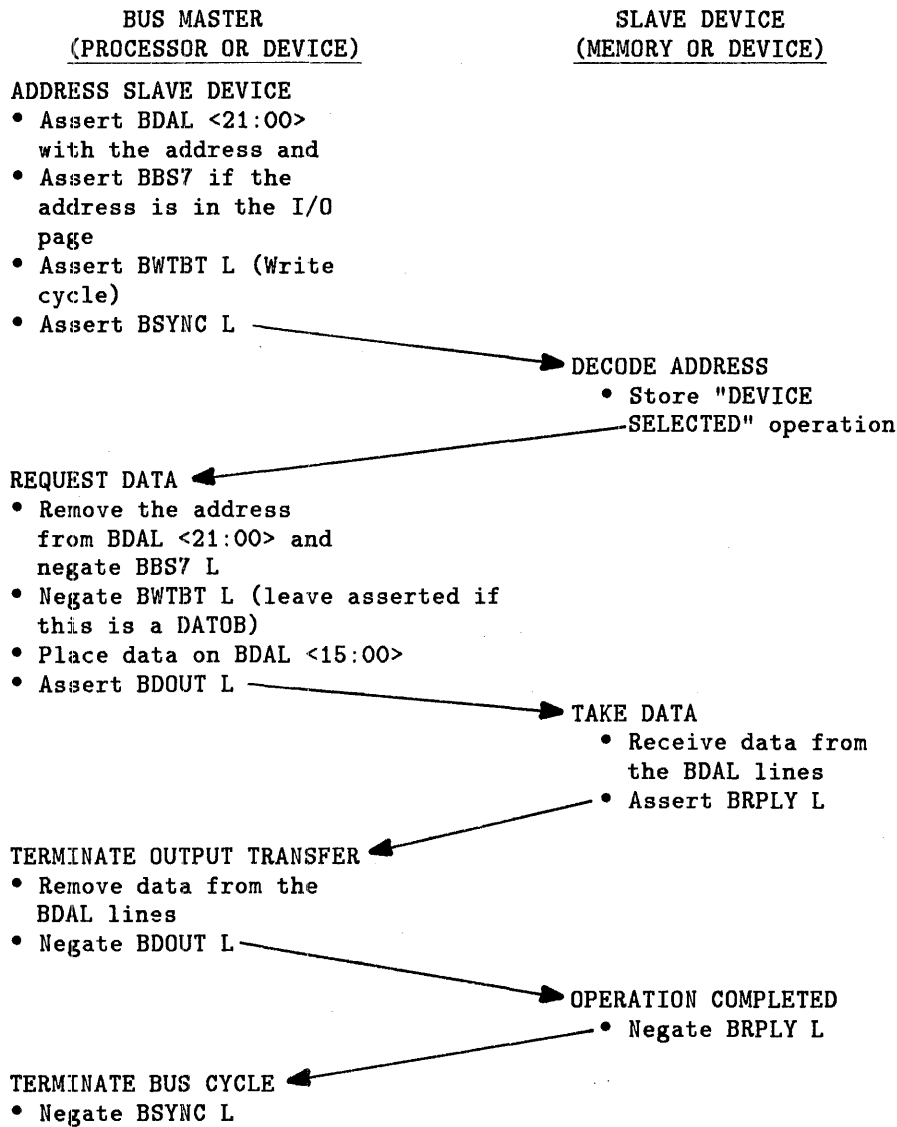 BUS MASTER
(PROCESSOR OR DEVICE)
SLAVE DEVICE
(MEMORY OR DEVICE)
ADDRESS SLAVE DEVICE
• Assert BDAL <21:00>
with the address and
• Assert BBS7 if the
address is in the I/O
page
• Assert BWTBT L (Write
cycle)
• Assert BSYNC L
DECODE ADDRESS
• Store "DEVICE
SELECTED" operation
REQUEST DATA
• Remove the address
from BDAL <21:00> and
negate BBS7 L
• Negate BWTBT L (leave asserted if
this is a DATOB)
• Place data on BDAL <15:00>
• Assert BDOUT L
TAKE DATA
• Receive data from
the BDAL lines
• Assert BRPLY L
TERMINATE OUTPUT TRANSFER
• Remove data from the
BDAL lines
• Negate BDOUT L
OPERATION COMPLETED
• Negate BRPLY L
TERMINATE BUS CYCLE
• Negate BSYNC L